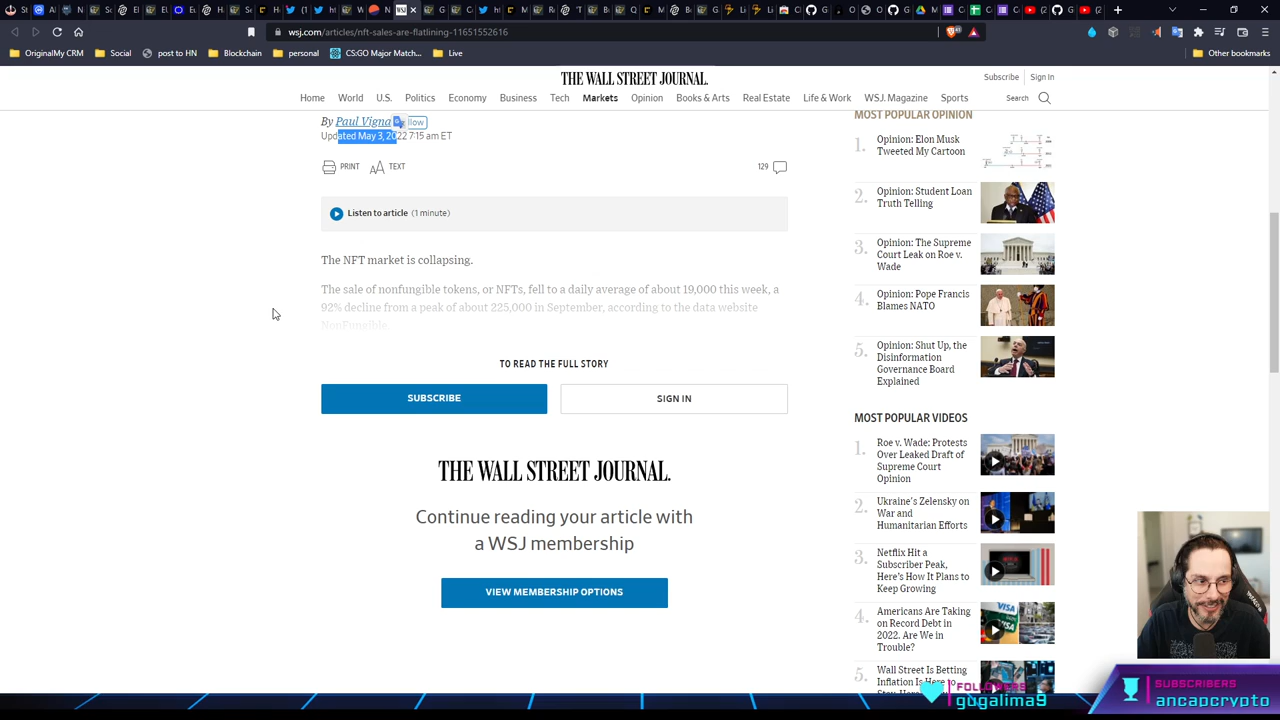 wsj.com/articles/nft-sales-are-flatlining-11651552616
OriginalMy CRM
Social
post to HN
Blockchain
personal
CS:GO Major Match...
Live
Other bookmarks
THE WALL STREET JOURNAL.
Subscribe
Sign In
Home World U.S. Politics Economy Business Tech Markets Opinion Books & Arts Real Estate Life & Work WSJ. Magazine Sports
Search
By Paul Vigna
Updated May 3, 2022 7:15 am ET
PRINT
TEXT
129
Listen to article (1 minute)
The NFT market is collapsing.
The sale of nonfungible tokens, or NFTs, fell to a daily average of about 19,000 this week, a
92% decline from a peak of about 225,000 in September, according to the data website
NonFungible.
TO READ THE FULL STORY
SUBSCRIBE
SIGN IN
THE WALL STREET JOURNAL.
Continue reading your article with
a WSJ membership
VIEW MEMBERSHIP OPTIONS
MOST POPULAR OPINION
1. Opinion: Elon Musk
Tweeted My Cartoon
2. Opinion: Student Loan
Truth Telling
3. Opinion: The Supreme
Court Leak on Roe v.
Wade
4. Opinion: Pope Francis
Blames NATO
5. Opinion: Shut Up, the
Disinformation
Governance Board
Explained
MOST POPULAR VIDEOS
1. Roe v. Wade: Protests
Over Leaked Draft of
Supreme Court
Opinion
2. Ukraine's Zelensky on
War and
Humanitarian Efforts
3. Netflix Hit a
Subscriber Peak,
Here's How It Plans to
Keep Growing
4. Americans Are Taking
on Record Debt in
2022. Are We in
Trouble?
5. Wall Street Is Betting
Inflation Is Here to
FOLLOWERS
gugalima9
SUBSCRIBERS
ancapcrypto